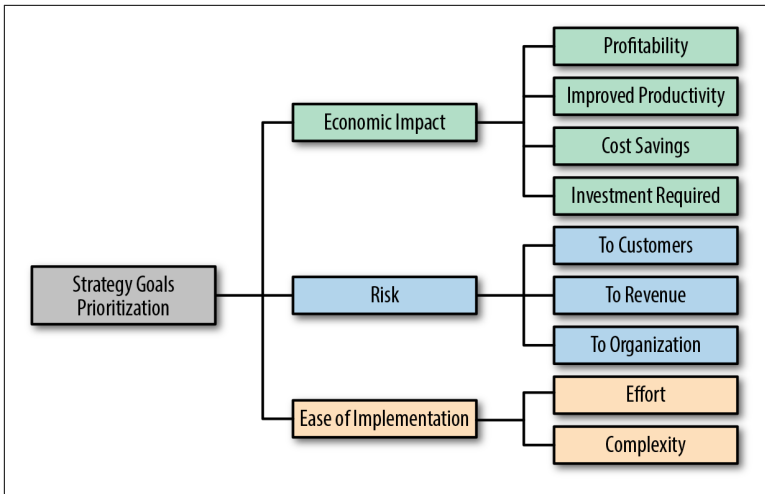 Strategy Goals
Prioritization
Economic Impact
Profitability
Improved Productivity
Cost Savings
Investment Required
Risk
To Customers
To Revenue
To Organization
Ease of Implementation
Effort
Complexity